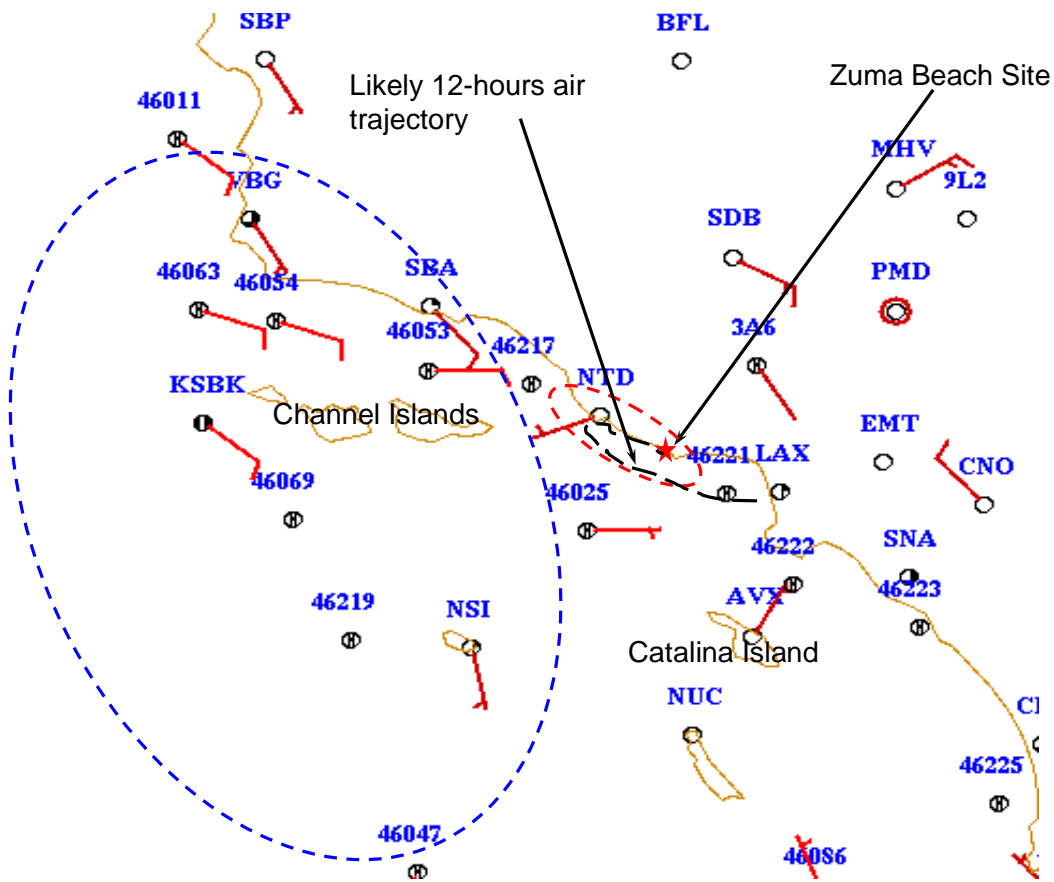 SBP
BFL
Likely 12-hours air
trajectory
Zuma Beach Site
46011
MHV
VBG
9L2
SDB
46063
46054
SBA
PMD
46053
46217
3A6
NTD
KSBK
Channel Islands
EMT
46221
LAX
CNO
46069
46025
46222
SNA
46223
46219
NSI
AVX
Catalina Island
NUC
46225
46047
46086